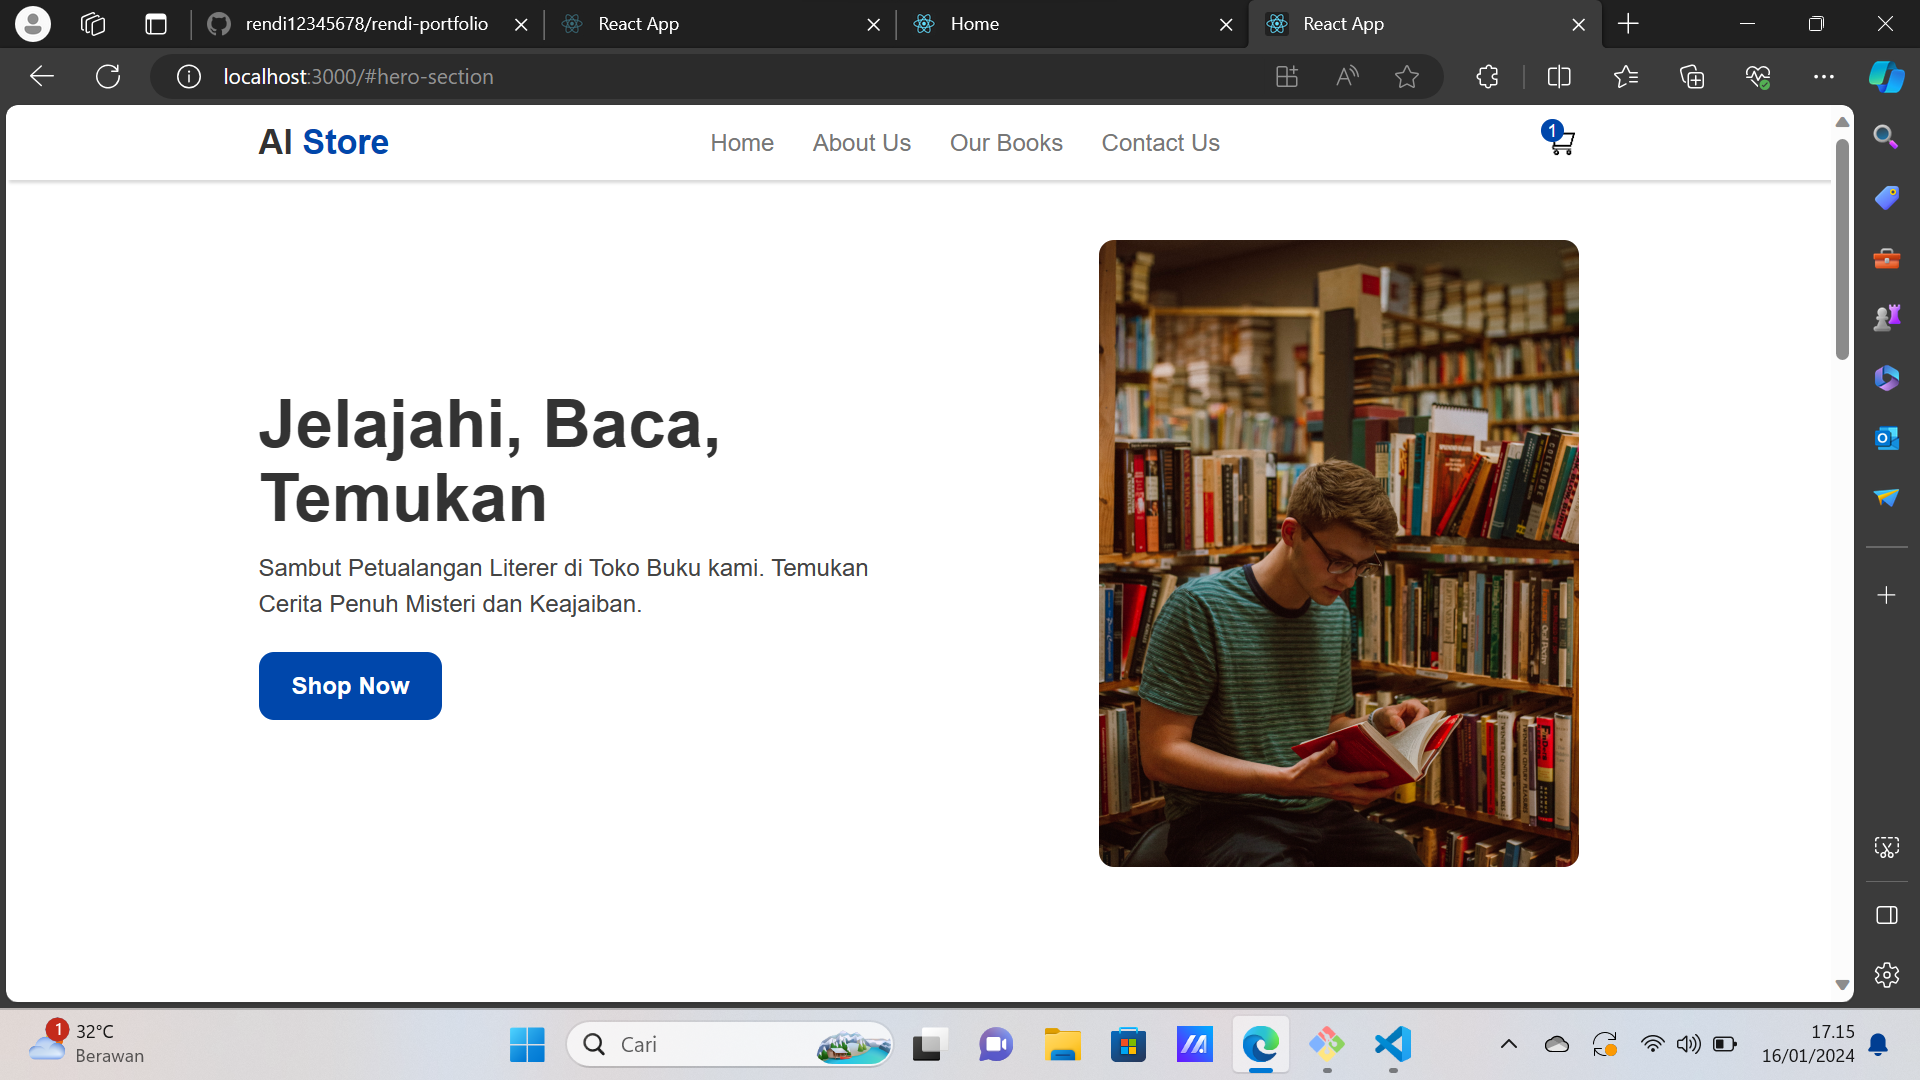 rendi12345678/rendi-portfolio
React App
Home
React App
localhost:3000/#hero-section
AI Store
Home
About Us
Our Books
Contact Us
1
Jelajahi, Baca,
Temukan
Sambut Petualangan Literer di Toko Buku kami. Temukan
Cerita Penuh Misteri dan Keajaiban.
Shop Now
1
32°C
Berawan
Cari
17.15
16/01/2024